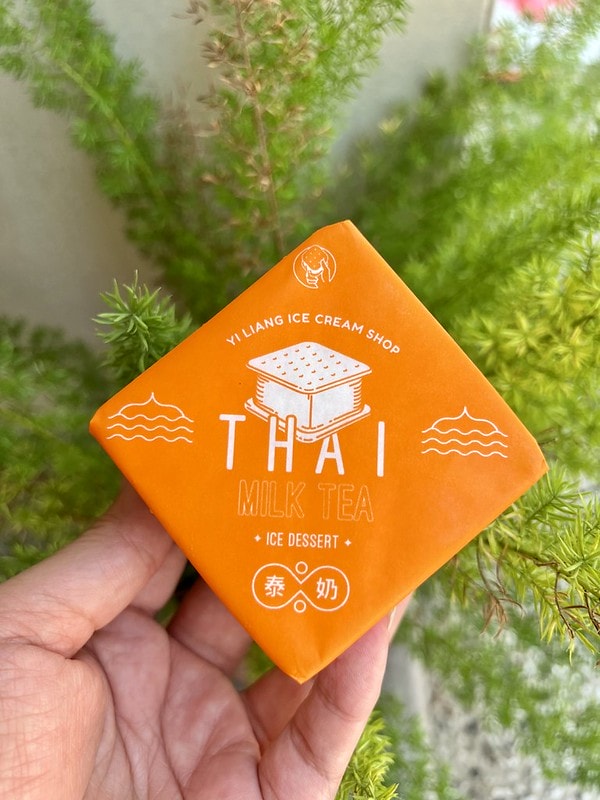 YI LIANG ICE CREAM SHOP
THAI
MILK TEA
ICE DESSERT
泰奶